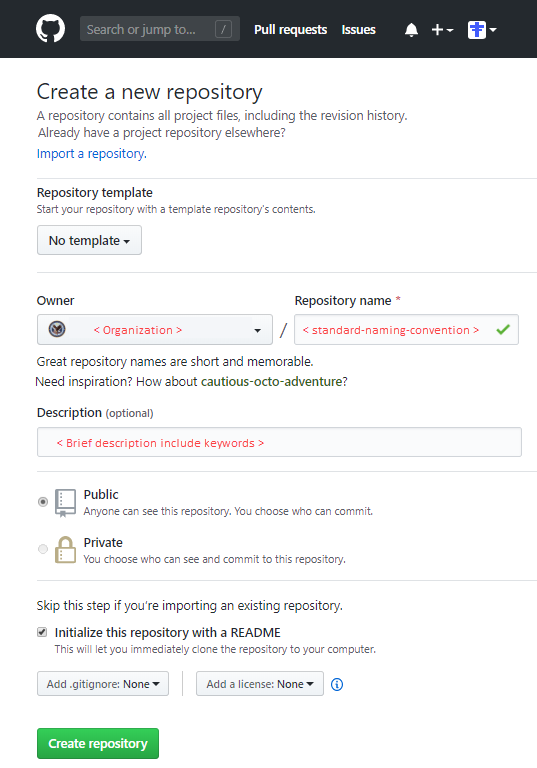 Search or jump to... /
Pull requests
Issues
Create a new repository
A repository contains all project files, including the revision history.
Already have a project repository elsewhere?
Import a repository.
Repository template
Start your repository with a template repository's contents.
No template
Owner
Repository name *
< Organization >
/
< standard-naming-convention >
Great repository names are short and memorable.
Need inspiration? How about cautious-octo-adventure?
Description (optional)
< Brief description include keywords >
Public
Anyone can see this repository. You choose who can commit.
Private
You choose who can see and commit to this repository.
Skip this step if you're importing an existing repository.
Initialize this repository with a README
This will let you immediately clone the repository to your computer.
Add .gitignore: None
Add a license: None
Create repository